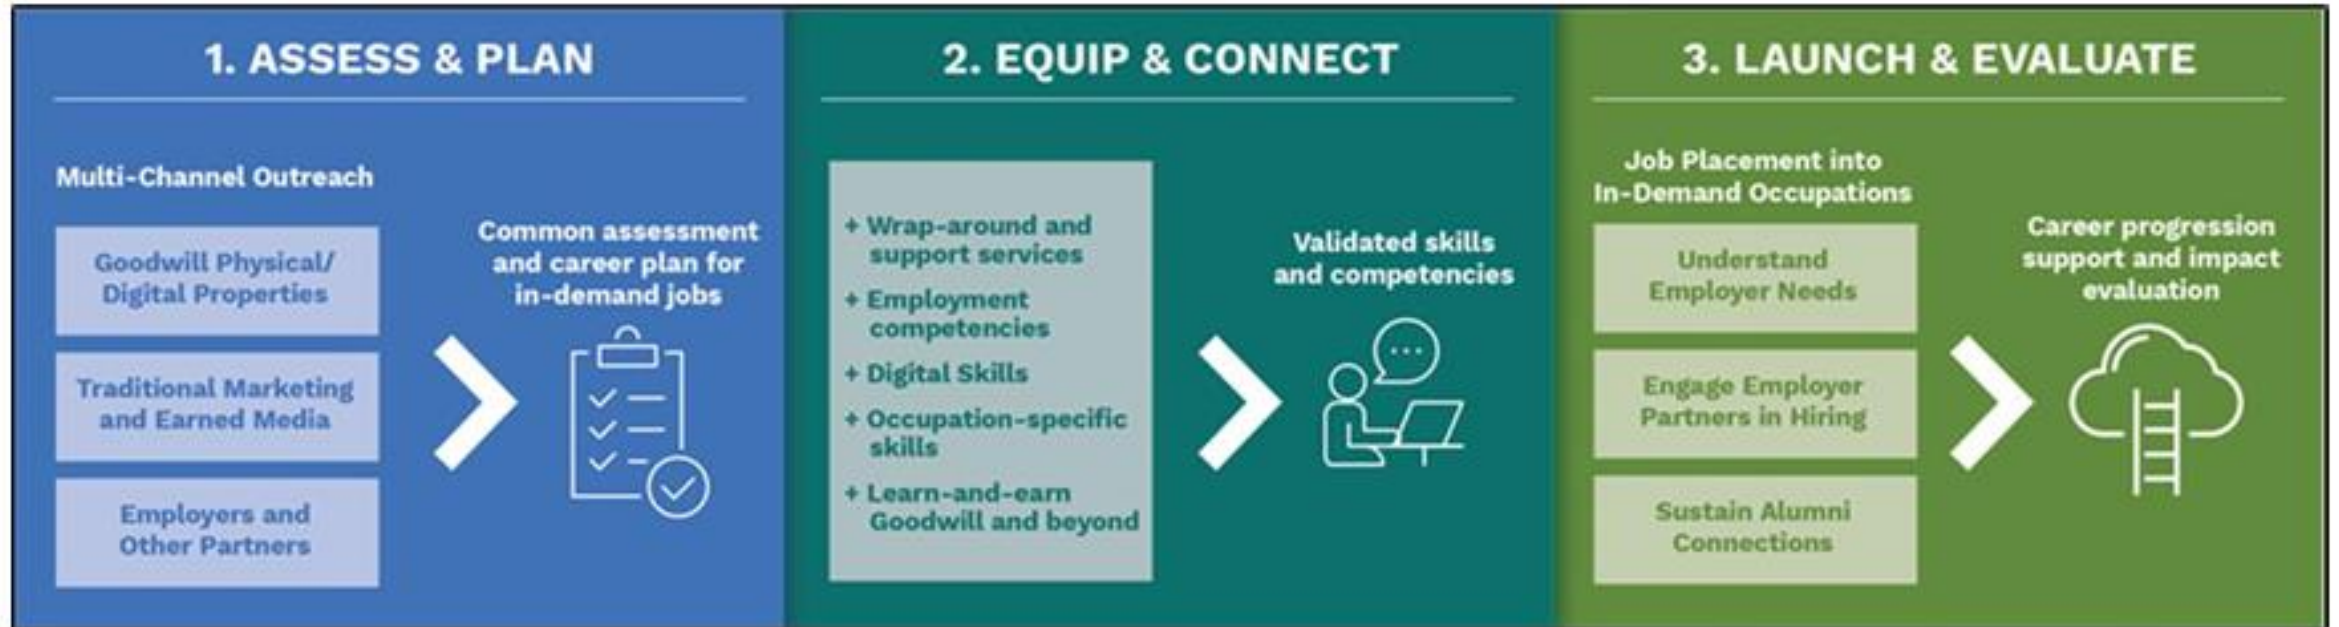 1. ASSESS & PLAN
Multi-Channel Outreach
Goodwill Physical/
Digital Properties
Traditional Marketing
and Earned Media
Employers and
Other Partners
Common assessment
and career plan for
in-demand jobs
2. EQUIP & CONNECT
+ Wrap-around and
support services
+ Employment
competencies
+ Digital Skills
+ Occupation-specific
skills
+ Learn-and-earn
Goodwill and beyond
Validated skills
and competencies
3. LAUNCH & EVALUATE
Job Placement into
In-Demand Occupations
Understand
Employer Needs
Engage Employer
Partners in Hiring
Sustain Alumni
Connections
Career progression
support and impact
evaluation